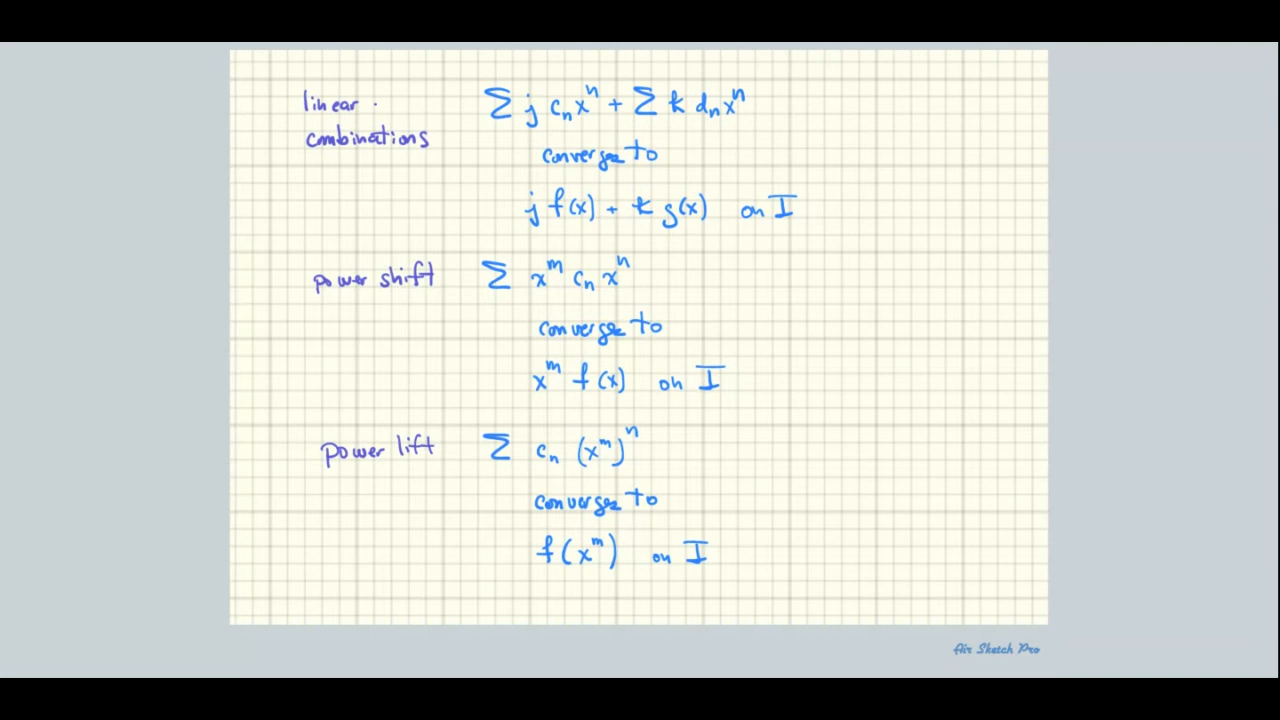 linear
combinations
∑ j cₙxⁿ + ∑ k dₙxⁿ
converges to
j f(x) + k g(x) on I
power shift ∑ xᵐ cₙ xⁿ
converges to
xᵐ f(x) on I
power lift ∑ cₙ (xᵐ)ⁿ
converges to
f(xᵐ) on I
Air Sketch Pro